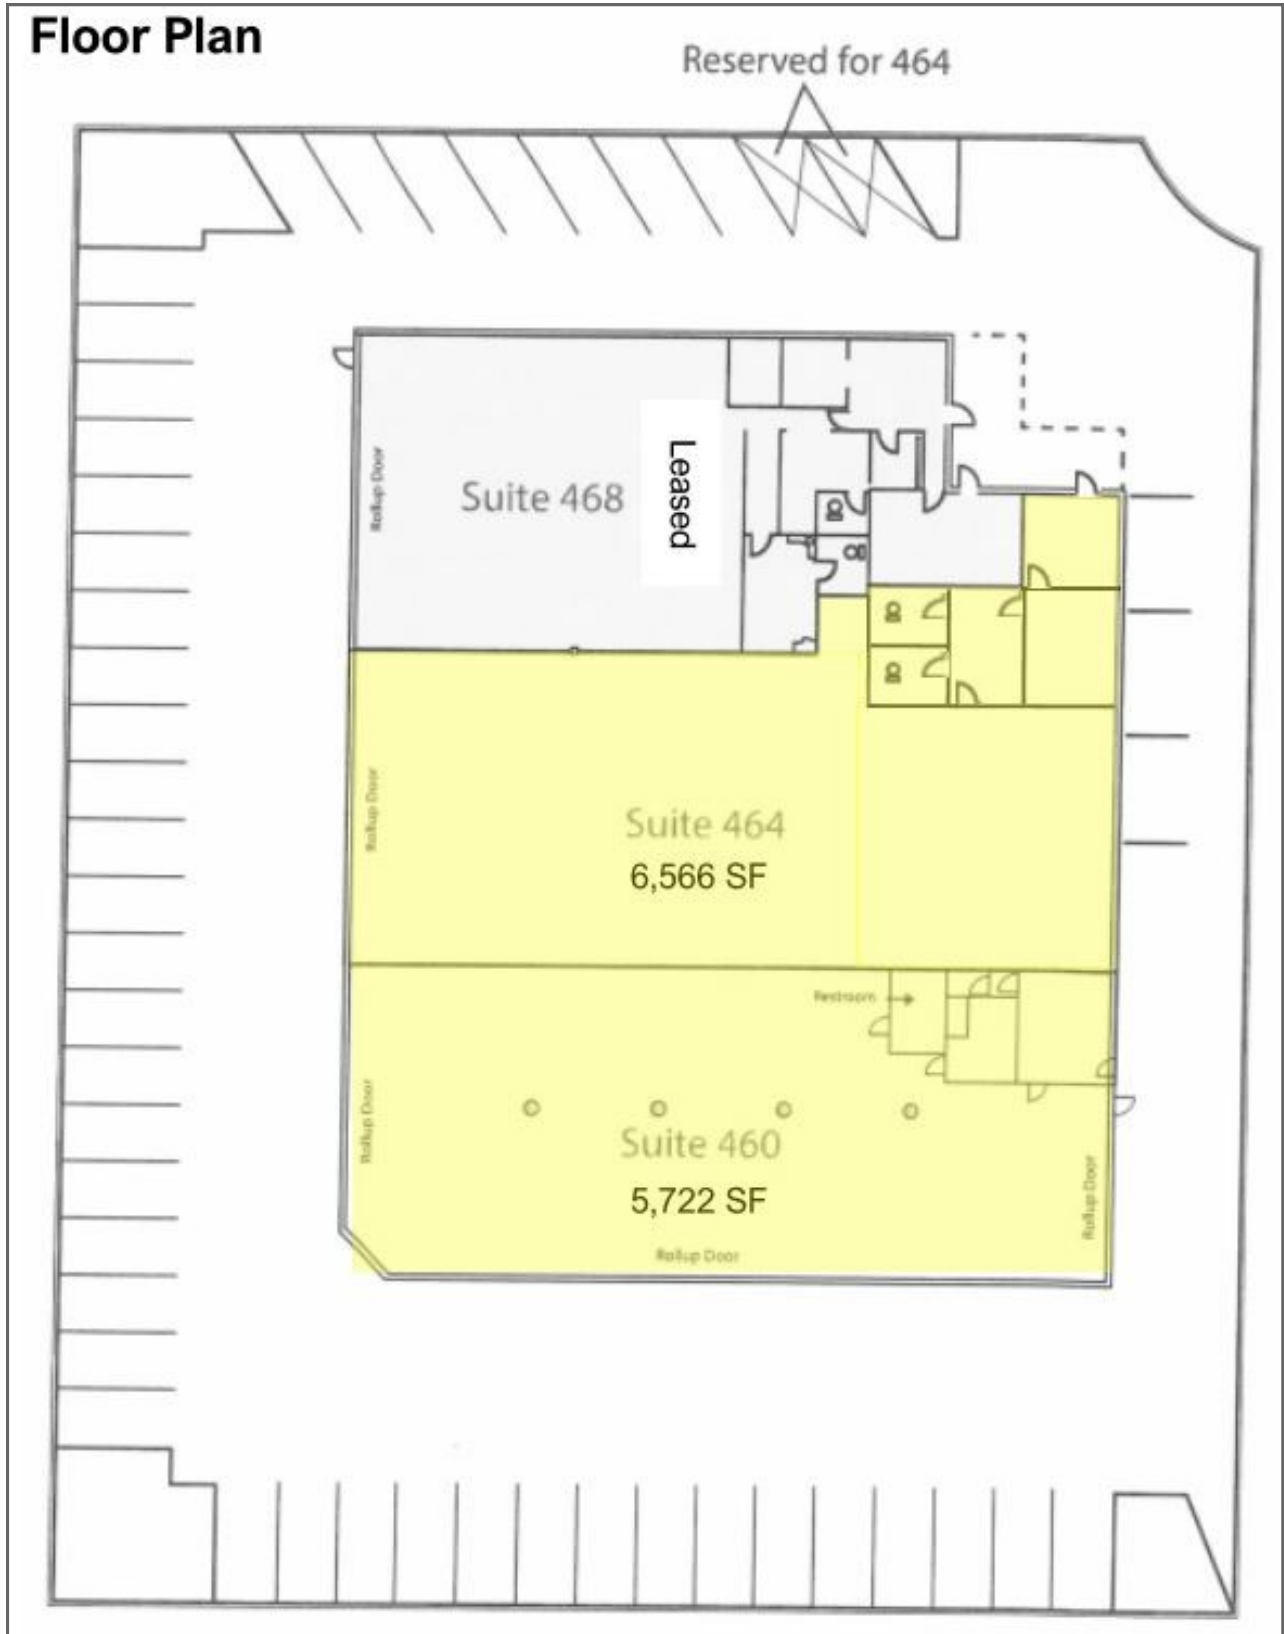 Floor Plan
Reserved for 464
Rollup Door
Suite 468
Leased
Rollup Door
Suite 464
6,566 SF
Restroom
Rollup Door
Suite 460
5,722 SF
Rollup Door
Rollup Door